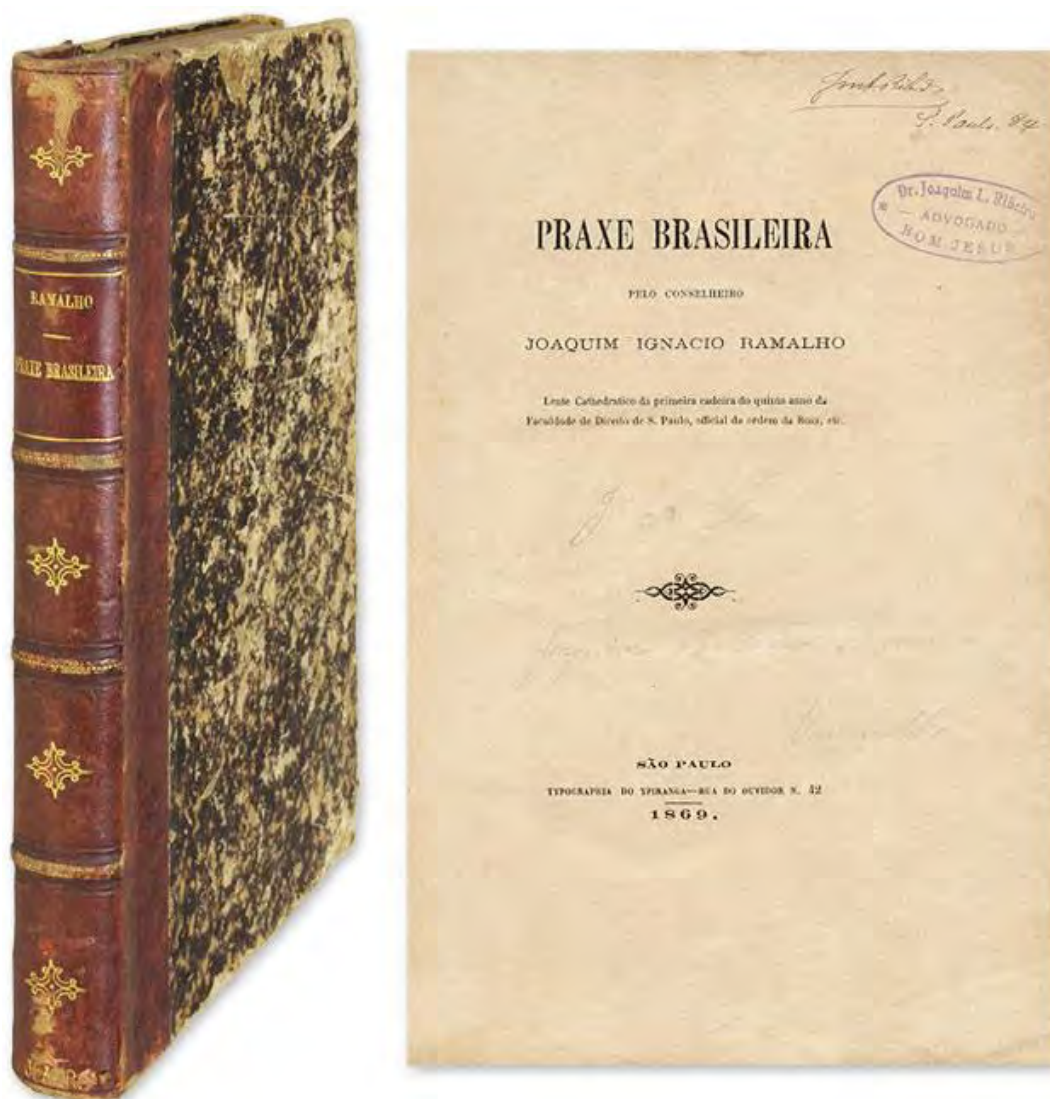 RAMALHO
PRAXE BRASILEIRA
S. Paulo. 84
Dr. Joaquim L. Ribeiro
ADVOGADO
BOM JESUS
PRAXE BRASILEIRA
PELO CONSELHEIRO
JOAQUIM IGNACIO RAMALHO
Lente Cathedratico da primeira cadeira do quinto anno da
Faculdade de Direito de S. Paulo, official da ordem da Rosa, etc.
SÃO PAULO
TYPOGRAPHIA DO YPIRANGA—RUA DO OUVIDOR N. 42
1869.